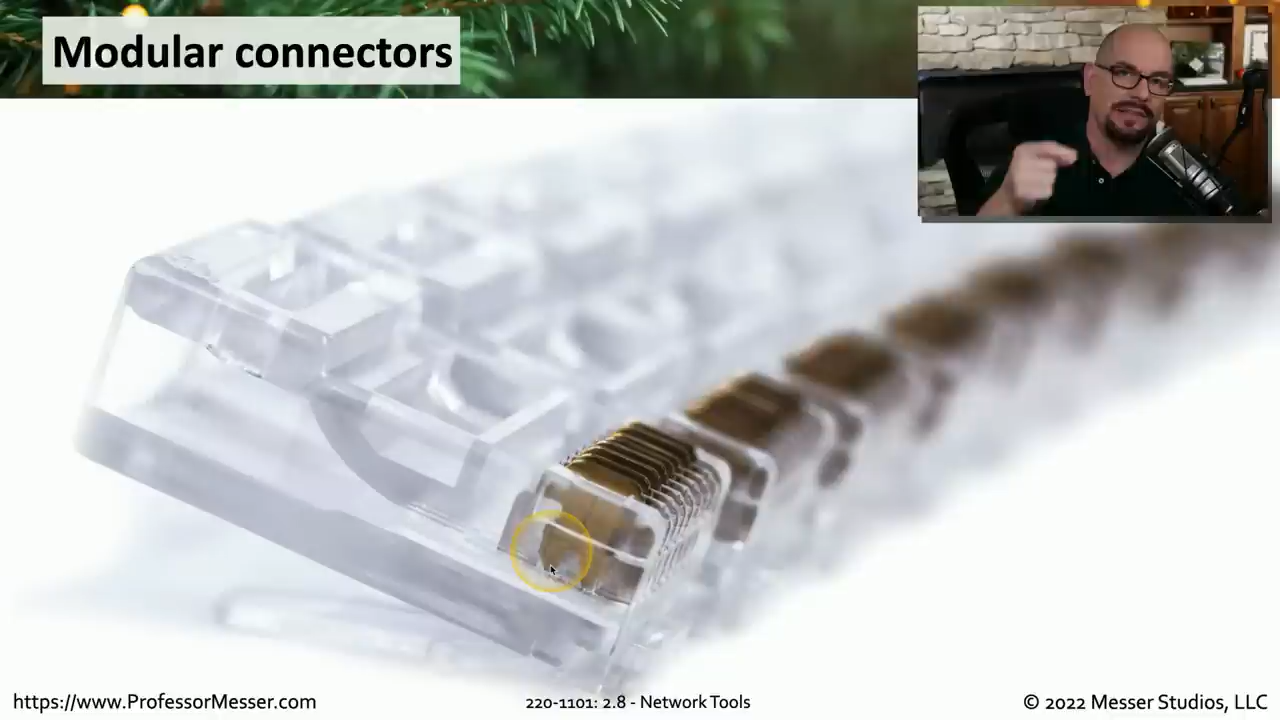 Modular connectors
https://www.ProfessorMesser.com
220-1101: 2.8 - Network Tools
© 2022 Messer Studios, LLC